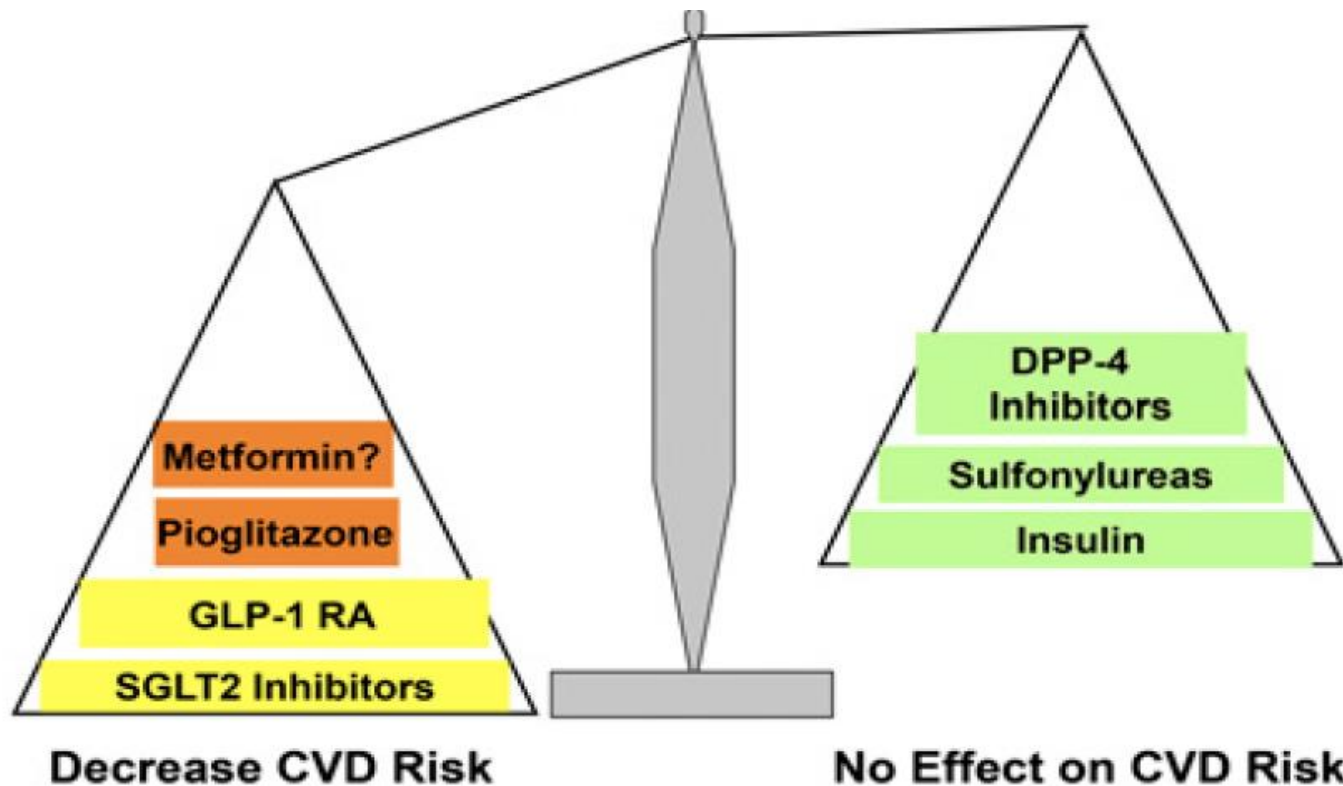 Metformin?
Pioglitazone
GLP-1 RA
SGLT2 Inhibitors
Decrease CVD Risk
DPP-4
Inhibitors
Sulfonylureas
Insulin
No Effect on CVD Risk